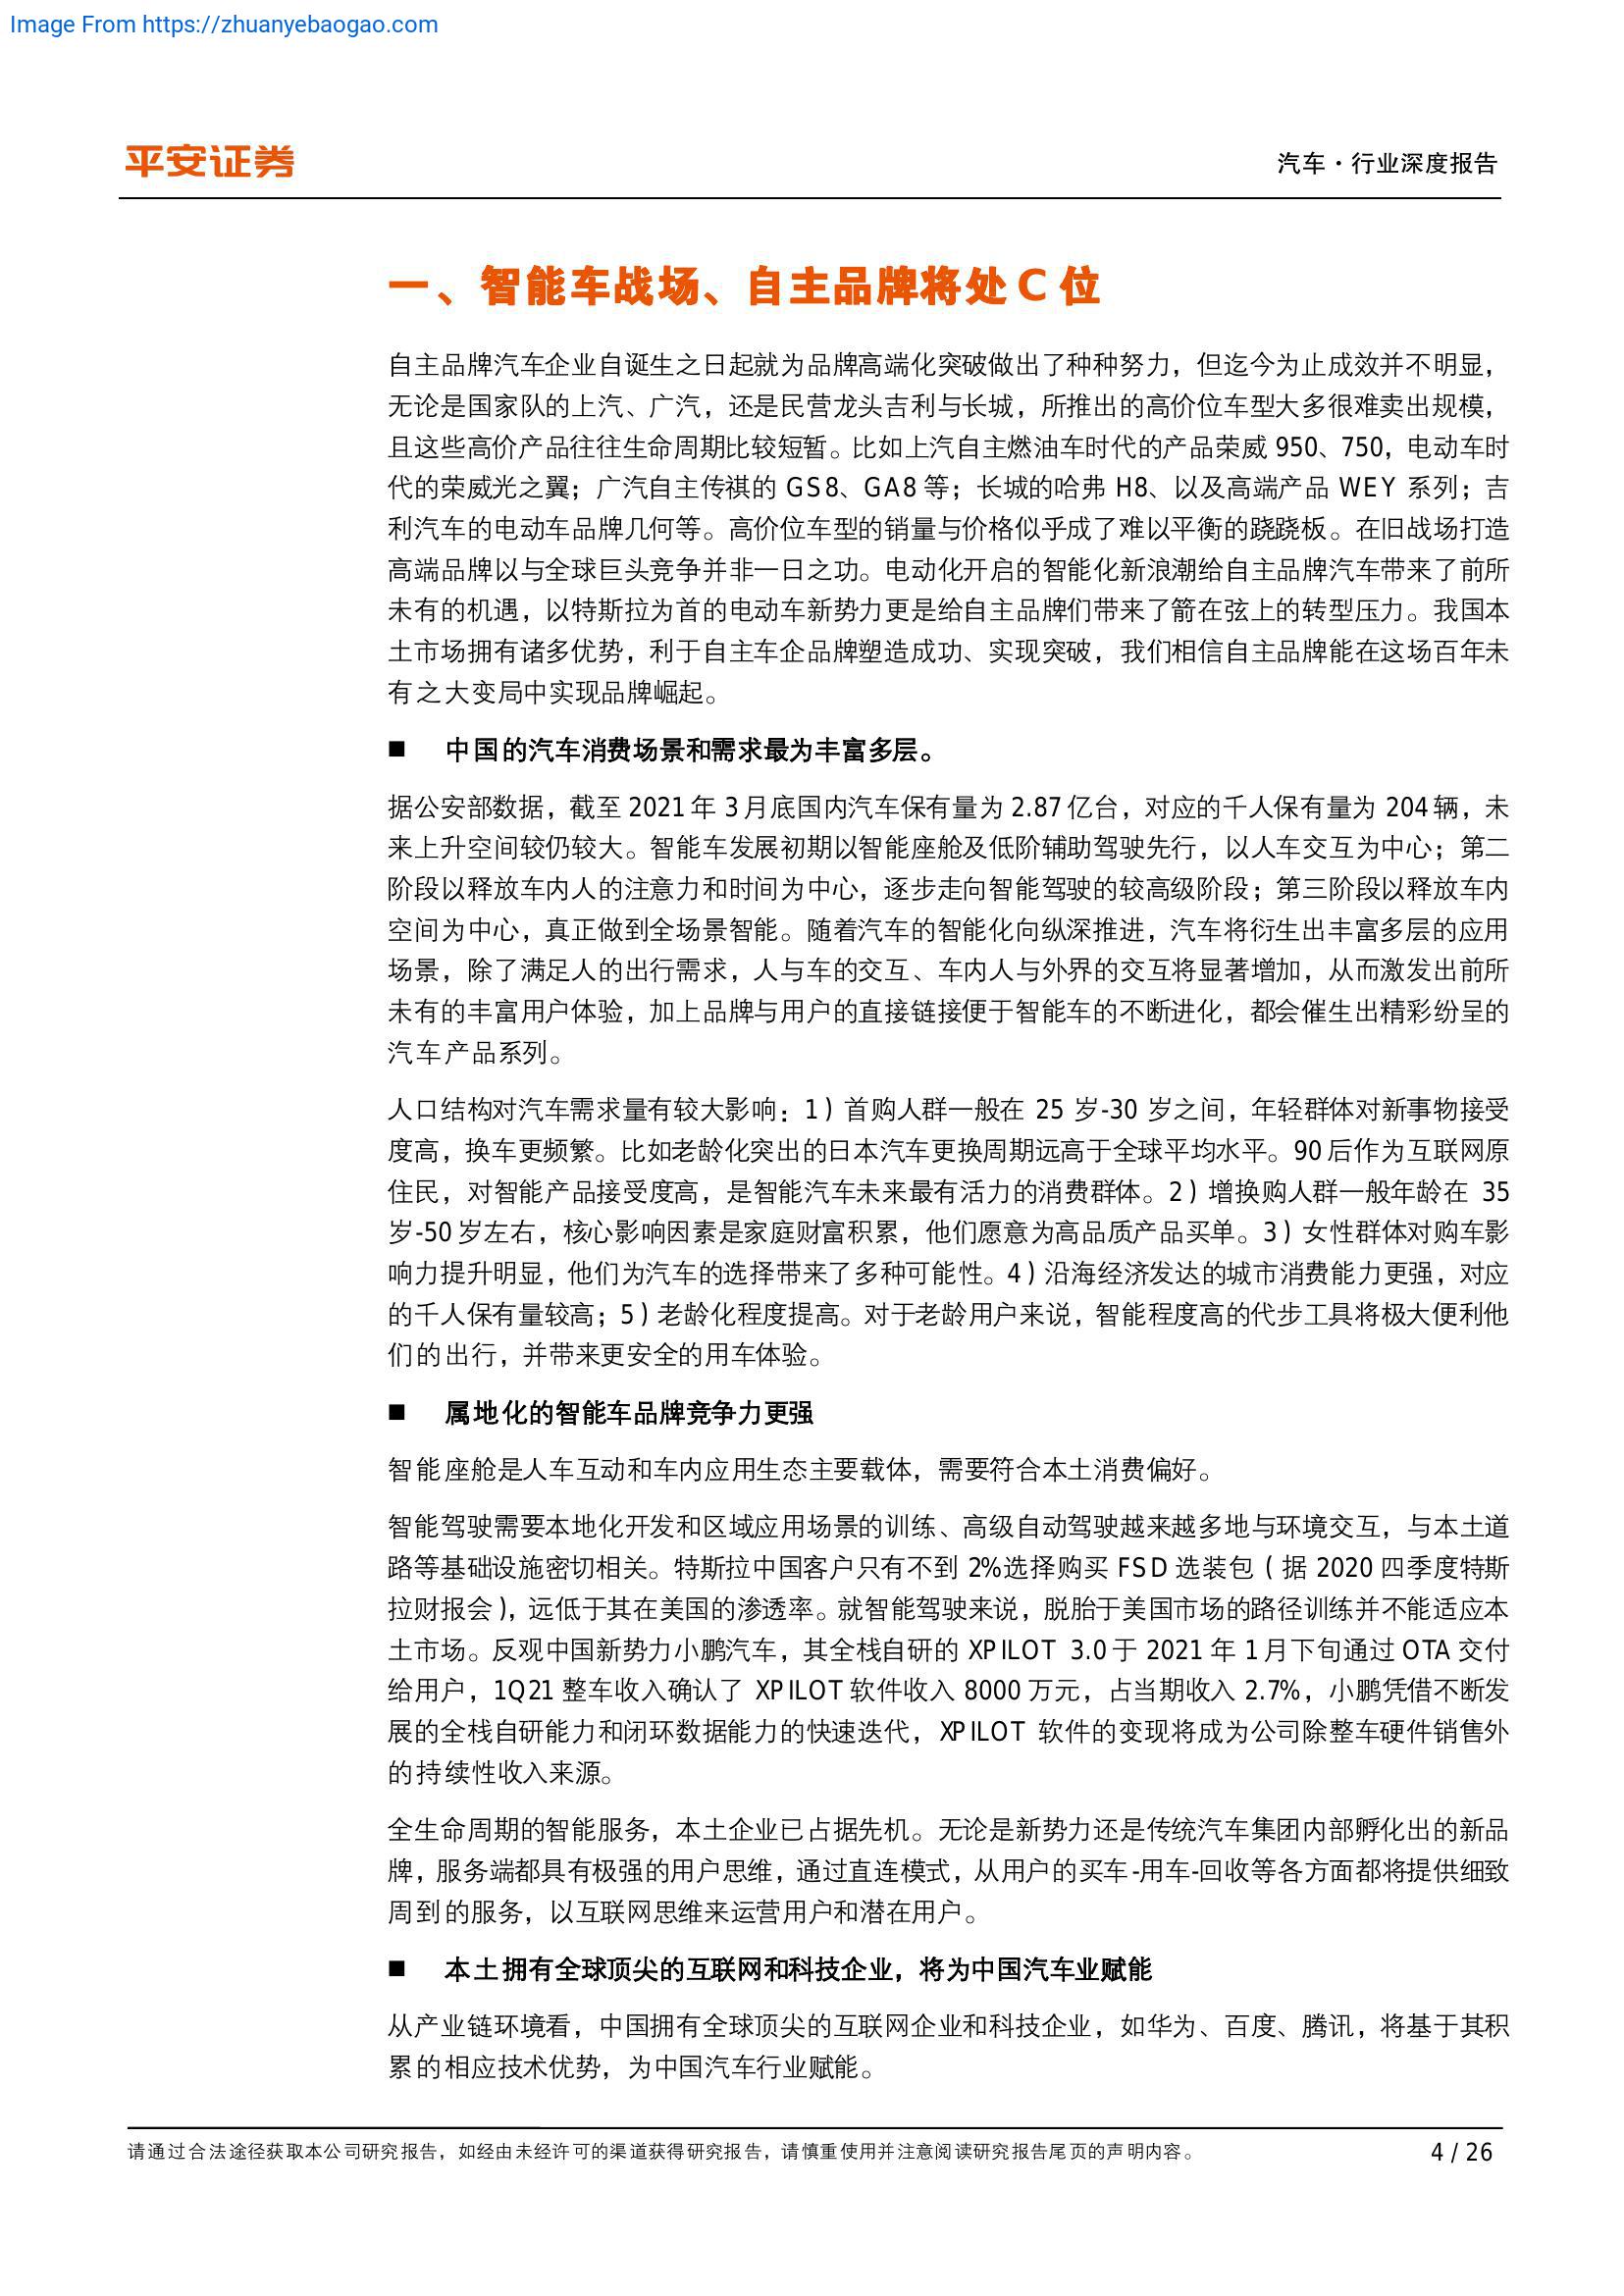 Image From https://zhuanyebaogao.com
平安证券
汽车·行业深度报告
一、智能车战场、自主品牌将处 C 位
自主品牌汽车企业自诞生之日起就为品牌高端化突破做出了种种努力，但迄今为止成效并不明显，
无论是国家队的上汽、广汽，还是民营龙头吉利与长城，所推出的高价位车型大多很难卖出规模，
且这些高价产品往往生命周期比较短暂。比如上汽自主燃油车时代的产品荣威 950、750，电动车时
代的荣威光之翼；广汽自主传祺的 GS8、GA8 等；长城的哈弗 H8、以及高端产品 WEY 系列；吉
利汽车的电动车品牌几何等。高价位车型的销量与价格似乎成了难以平衡的跷跷板。在旧战场打造
高端品牌以与全球巨头竞争并非一日之功。电动化开启的智能化新浪潮给自主品牌汽车带来了前所
未有的机遇，以特斯拉为首的电动车新势力更是给自主品牌们带来了箭在弦上的转型压力。我国本
土市场拥有诸多优势，利于自主车企品牌塑造成功、实现突破，我们相信自主品牌能在这场百年未
有之大变局中实现品牌崛起。
■ 中国的汽车消费场景和需求最为丰富多层。
据公安部数据，截至 2021 年 3 月底国内汽车保有量为 2.87 亿台，对应的千人保有量为 204 辆，未
来上升空间较仍较大。智能车发展初期以智能座舱及低阶辅助驾驶先行，以人车交互为中心；第二
阶段以释放车内人的注意力和时间为中心，逐步走向智能驾驶的较高级阶段；第三阶段以释放车内
空间为中心，真正做到全场景智能。随着汽车的智能化向纵深推进，汽车将衍生出丰富多层的应用
场景，除了满足人的出行需求，人与车的交互、车内人与外界的交互将显著增加，从而激发出前所
未有的丰富用户体验，加上品牌与用户的直接链接便于智能车的不断进化，都会催生出精彩纷呈的
汽车产品系列。
人口结构对汽车需求量有较大影响：1）首购人群一般在 25 岁-30 岁之间，年轻群体对新事物接受
度高，换车更频繁。比如老龄化突出的日本汽车更换周期远高于全球平均水平。90 后作为互联网原
住民，对智能产品接受度高，是智能汽车未来最有活力的消费群体。2）增换购人群一般年龄在 35
岁-50 岁左右，核心影响因素是家庭财富积累，他们愿意为高品质产品买单。3）女性群体对购车影
响力提升明显，他们为汽车的选择带来了多种可能性。4）沿海经济发达的城市消费能力更强，对应
的千人保有量较高；5）老龄化程度提高。对于老龄用户来说，智能程度高的代步工具将极大便利他
们的出行，并带来更安全的用车体验。
■ 属地化的智能车品牌竞争力更强
智能座舱是人车互动和车内应用生态主要载体，需要符合本土消费偏好。
智能驾驶需要本地化开发和区域应用场景的训练、高级自动驾驶越来越多地与环境交互，与本土道
路等基础设施密切相关。特斯拉中国客户只有不到 2%选择购买 FSD 选装包（据 2020 四季度特斯
拉财报会），远低于其在美国的渗透率。就智能驾驶来说，脱胎于美国市场的路径训练并不能适应本
土市场。反观中国新势力小鹏汽车，其全栈自研的 XPILOT 3.0 于 2021 年 1 月下旬通过 OTA 交付
给用户，1Q21 整车收入确认了 XPILOT 软件收入 8000 万元，占当期收入 2.7%，小鹏凭借不断发
展的全栈自研能力和闭环数据能力的快速迭代，XPILOT 软件的变现将成为公司除整车硬件销售外
的持续性收入来源。
全生命周期的智能服务，本土企业已占据先机。无论是新势力还是传统汽车集团内部孵化出的新品
牌，服务端都具有极强的用户思维，通过直连模式，从用户的买车-用车-回收等各方面都将提供细致
周到的服务，以互联网思维来运营用户和潜在用户。
■ 本土拥有全球顶尖的互联网和科技企业，将为中国汽车业赋能
从产业链环境看，中国拥有全球顶尖的互联网企业和科技企业，如华为、百度、腾讯，将基于其积
累的相应技术优势，为中国汽车行业赋能。
请通过合法途径获取本公司研究报告，如经由未经许可的渠道获得研究报告，请慎重使用并注意阅读研究报告尾页的声明内容。
4 / 26